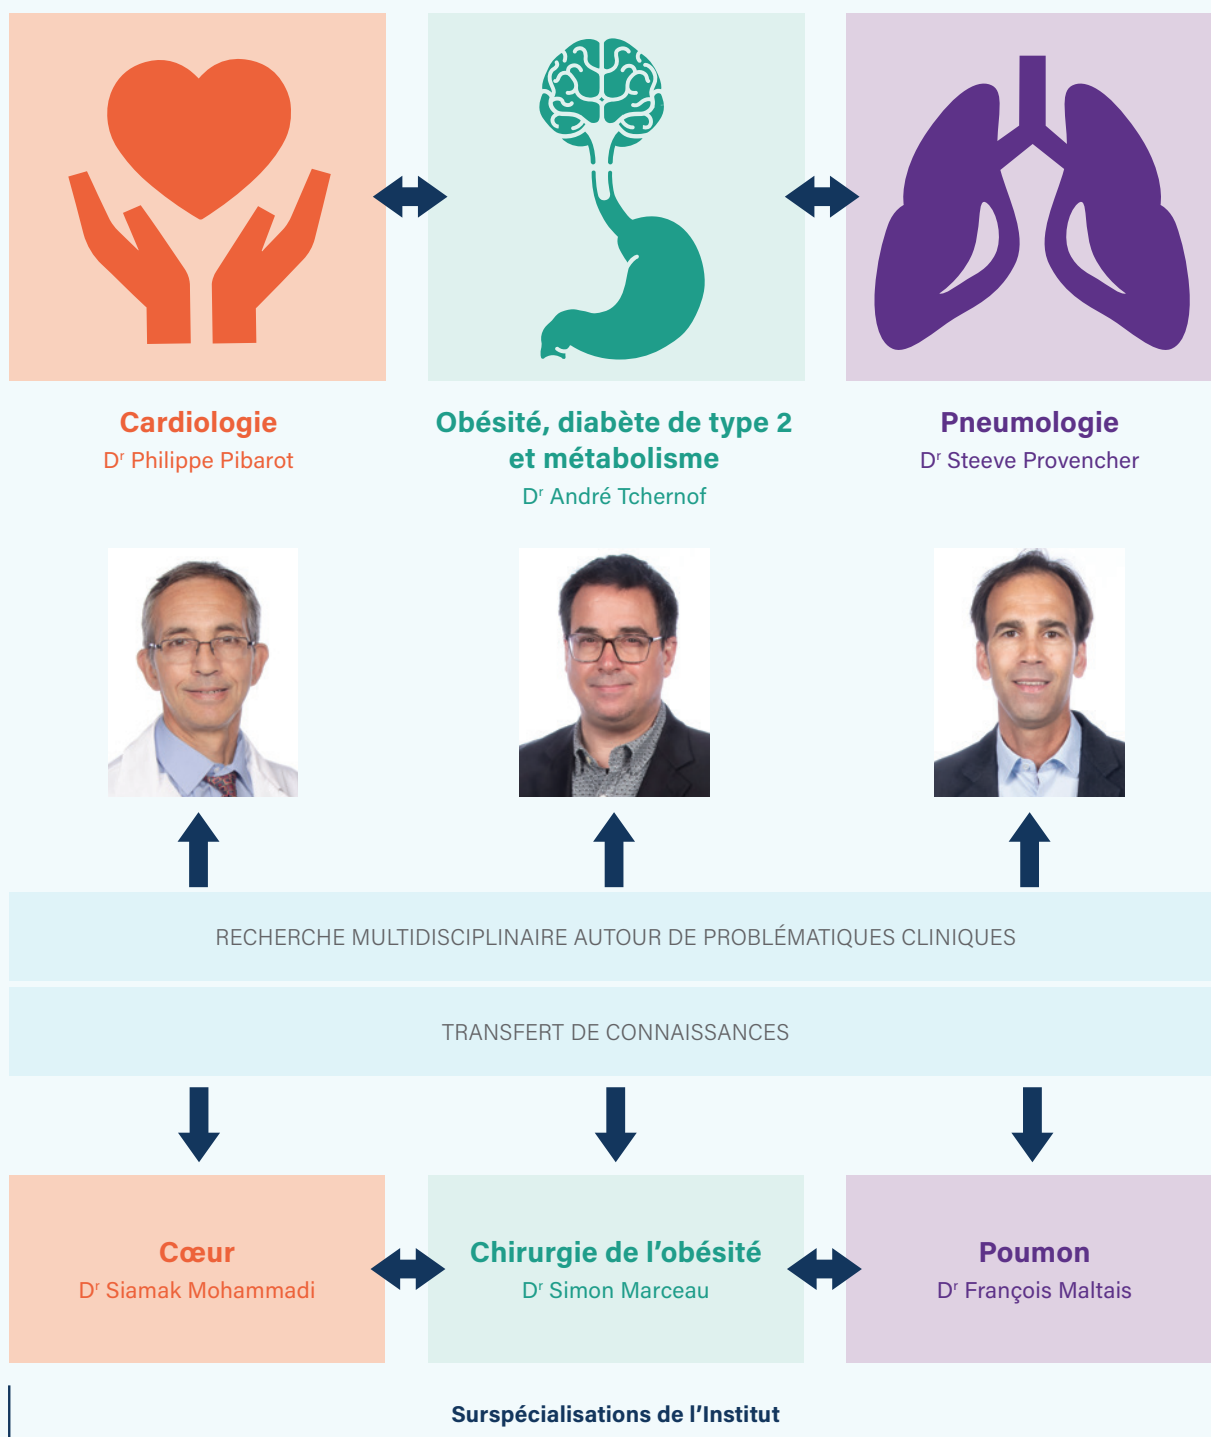 Cardiologie
Dʳ Philippe Pibarot
Obésité, diabète de type 2
et métabolisme
Dʳ André Tchernof
Pneumologie
Dʳ Steeve Provencher
RECHERCHE MULTIDISCIPLINAIRE AUTOUR DE PROBLÉMATIQUES CLINIQUES
TRANSFERT DE CONNAISSANCES
Cœur
Dʳ Siamak Mohammadi
Chirurgie de l’obésité
Dʳ Simon Marceau
Poumon
Dʳ François Maltais
Surspécialisations de l’Institut